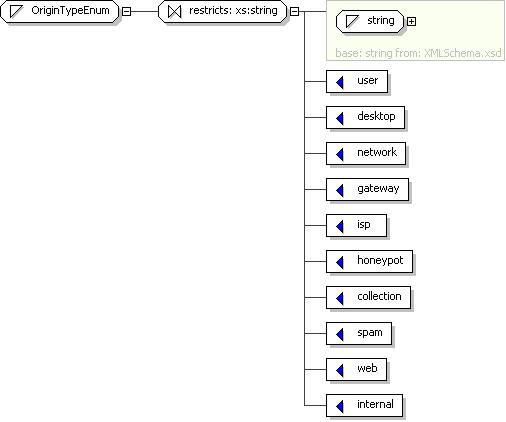 OriginTypeEnum
restricts: xs:string
string
base: string from: XMLSchema.xsd
user
desktop
network
gateway
isp
honeypot
collection
spam
web
internal